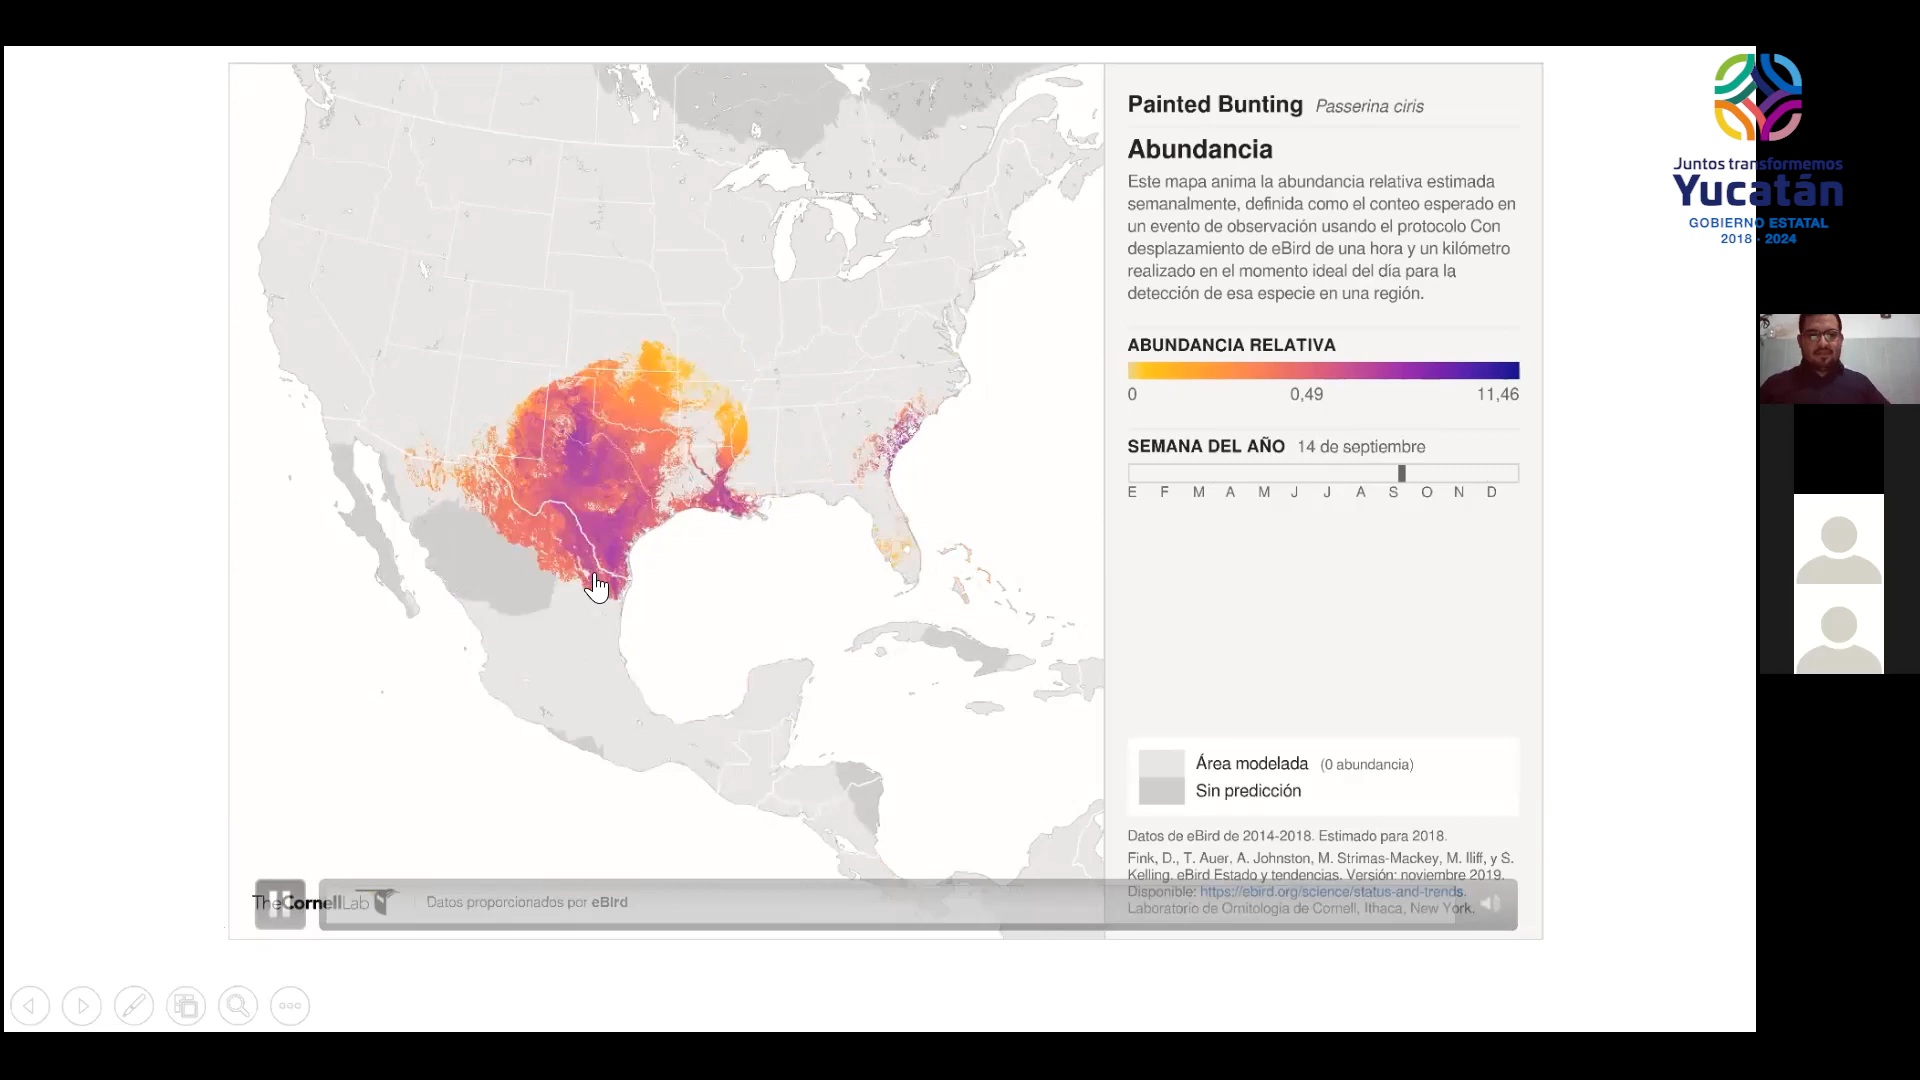 Painted Bunting Passerina ciris
Abundancia
Este mapa anima la abundancia relativa estimada
semanalmente, definida como el conteo esperado en
un evento de observación usando el protocolo Con
desplazamiento de eBird de una hora y un kilómetro
realizado en el momento ideal del día para la
detección de esa especie en una región.
ABUNDANCIA RELATIVA
0 0,49 11,46
SEMANA DEL AÑO 14 de septiembre
E F M A M J J A S O N D
Área modelada (0 abundancia)
Sin predicción
Datos de eBird de 2014-2018. Estimado para 2018.
Fink, D., T. Auer, A. Johnston, M. Strimas-Mackey, M. Iliff, y S.
Kelling. eBird Estado y tendencias. Versión: noviembre 2019.
Disponible: https://ebird.org/science/status-and-trends.
Laboratorio de Ornitología de Cornell, Ithaca, New York.
TheCornellLab
Datos proporcionados por eBird
Juntos transformemos
Yucatán
GOBIERNO ESTATAL
2018 - 2024